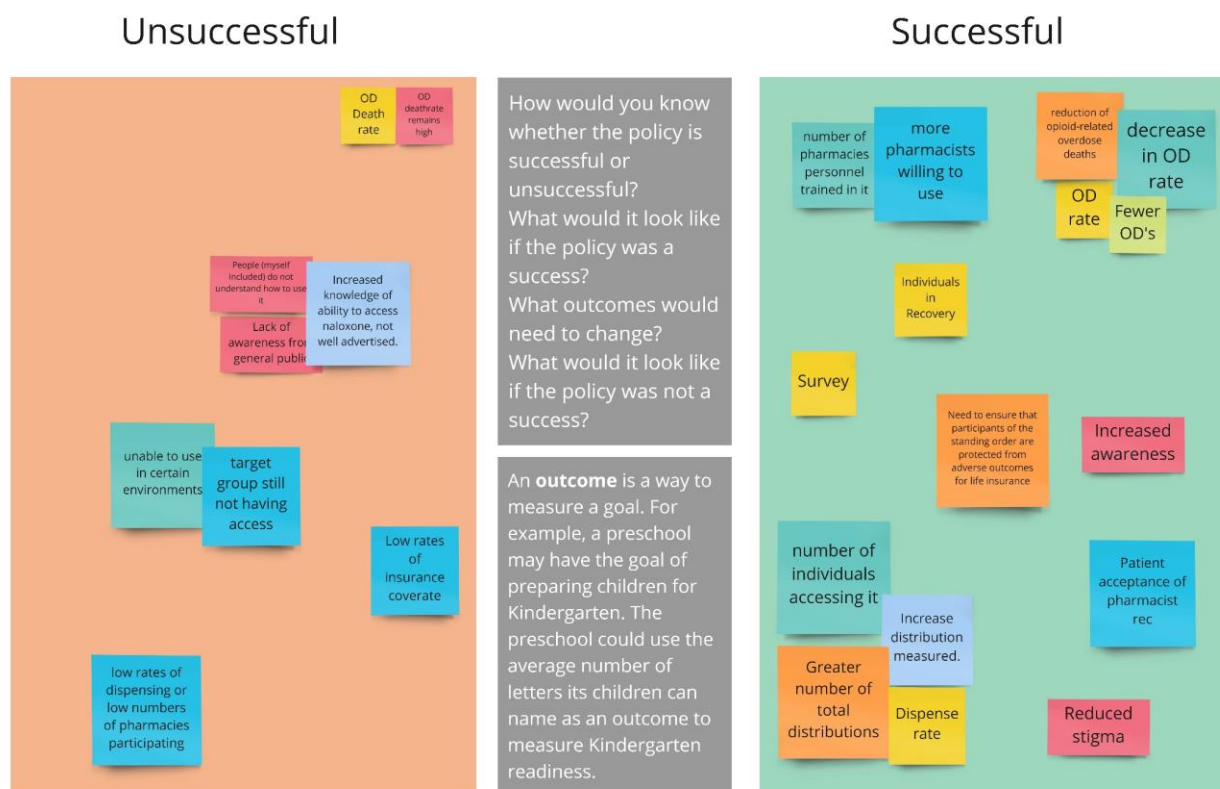 Unsuccessful
OD
Death
rate
OD
deathrate
remains
high
People (myself
included) do not
understand how to use
it
Lack of
awareness from
general public
Increased
knowledge of
ability to access
naloxone, not
well advertised.
unable to use
in certain
environments
target
group still
not having
access
Low rates
of
insurance
coverate
low rates of
dispensing or
low numbers
of pharmacies
participating
How would you know
whether the policy is
successful or
unsuccessful?
What would it look like
if the policy was a
success?
What outcomes would
need to change?
What would it look like
if the policy was not a
success?
An outcome is a way to
measure a goal. For
example, a preschool
may have the goal of
preparing children for
Kindergarten. The
preschool could use the
average number of
letters its children can
name as an outcome to
measure Kindergarten
readiness.
Successful
number of
pharmacies
personnel
trained in it
more
pharmacists
willing to
use
reduction of
opioid-related
overdose
deaths
decrease
in OD
rate
OD
rate
Fewer
OD's
Individuals
in
Recovery
Survey
Need to ensure that
participants of the
standing order are
protected from
adverse outcomes
for life insurance
Increased
awareness
number of
individuals
accessing it
Increase
distribution
measured.
Greater
number of
total
distributions
Dispense
rate
Patient
acceptance of
pharmacist
rec
Reduced
stigma